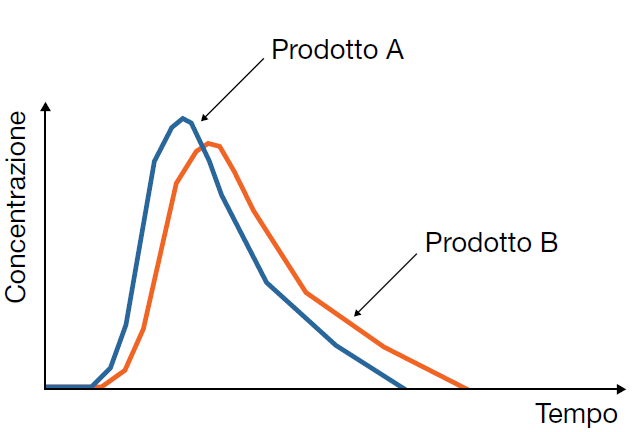 Prodotto A
Concentrazione
Prodotto B
Tempo